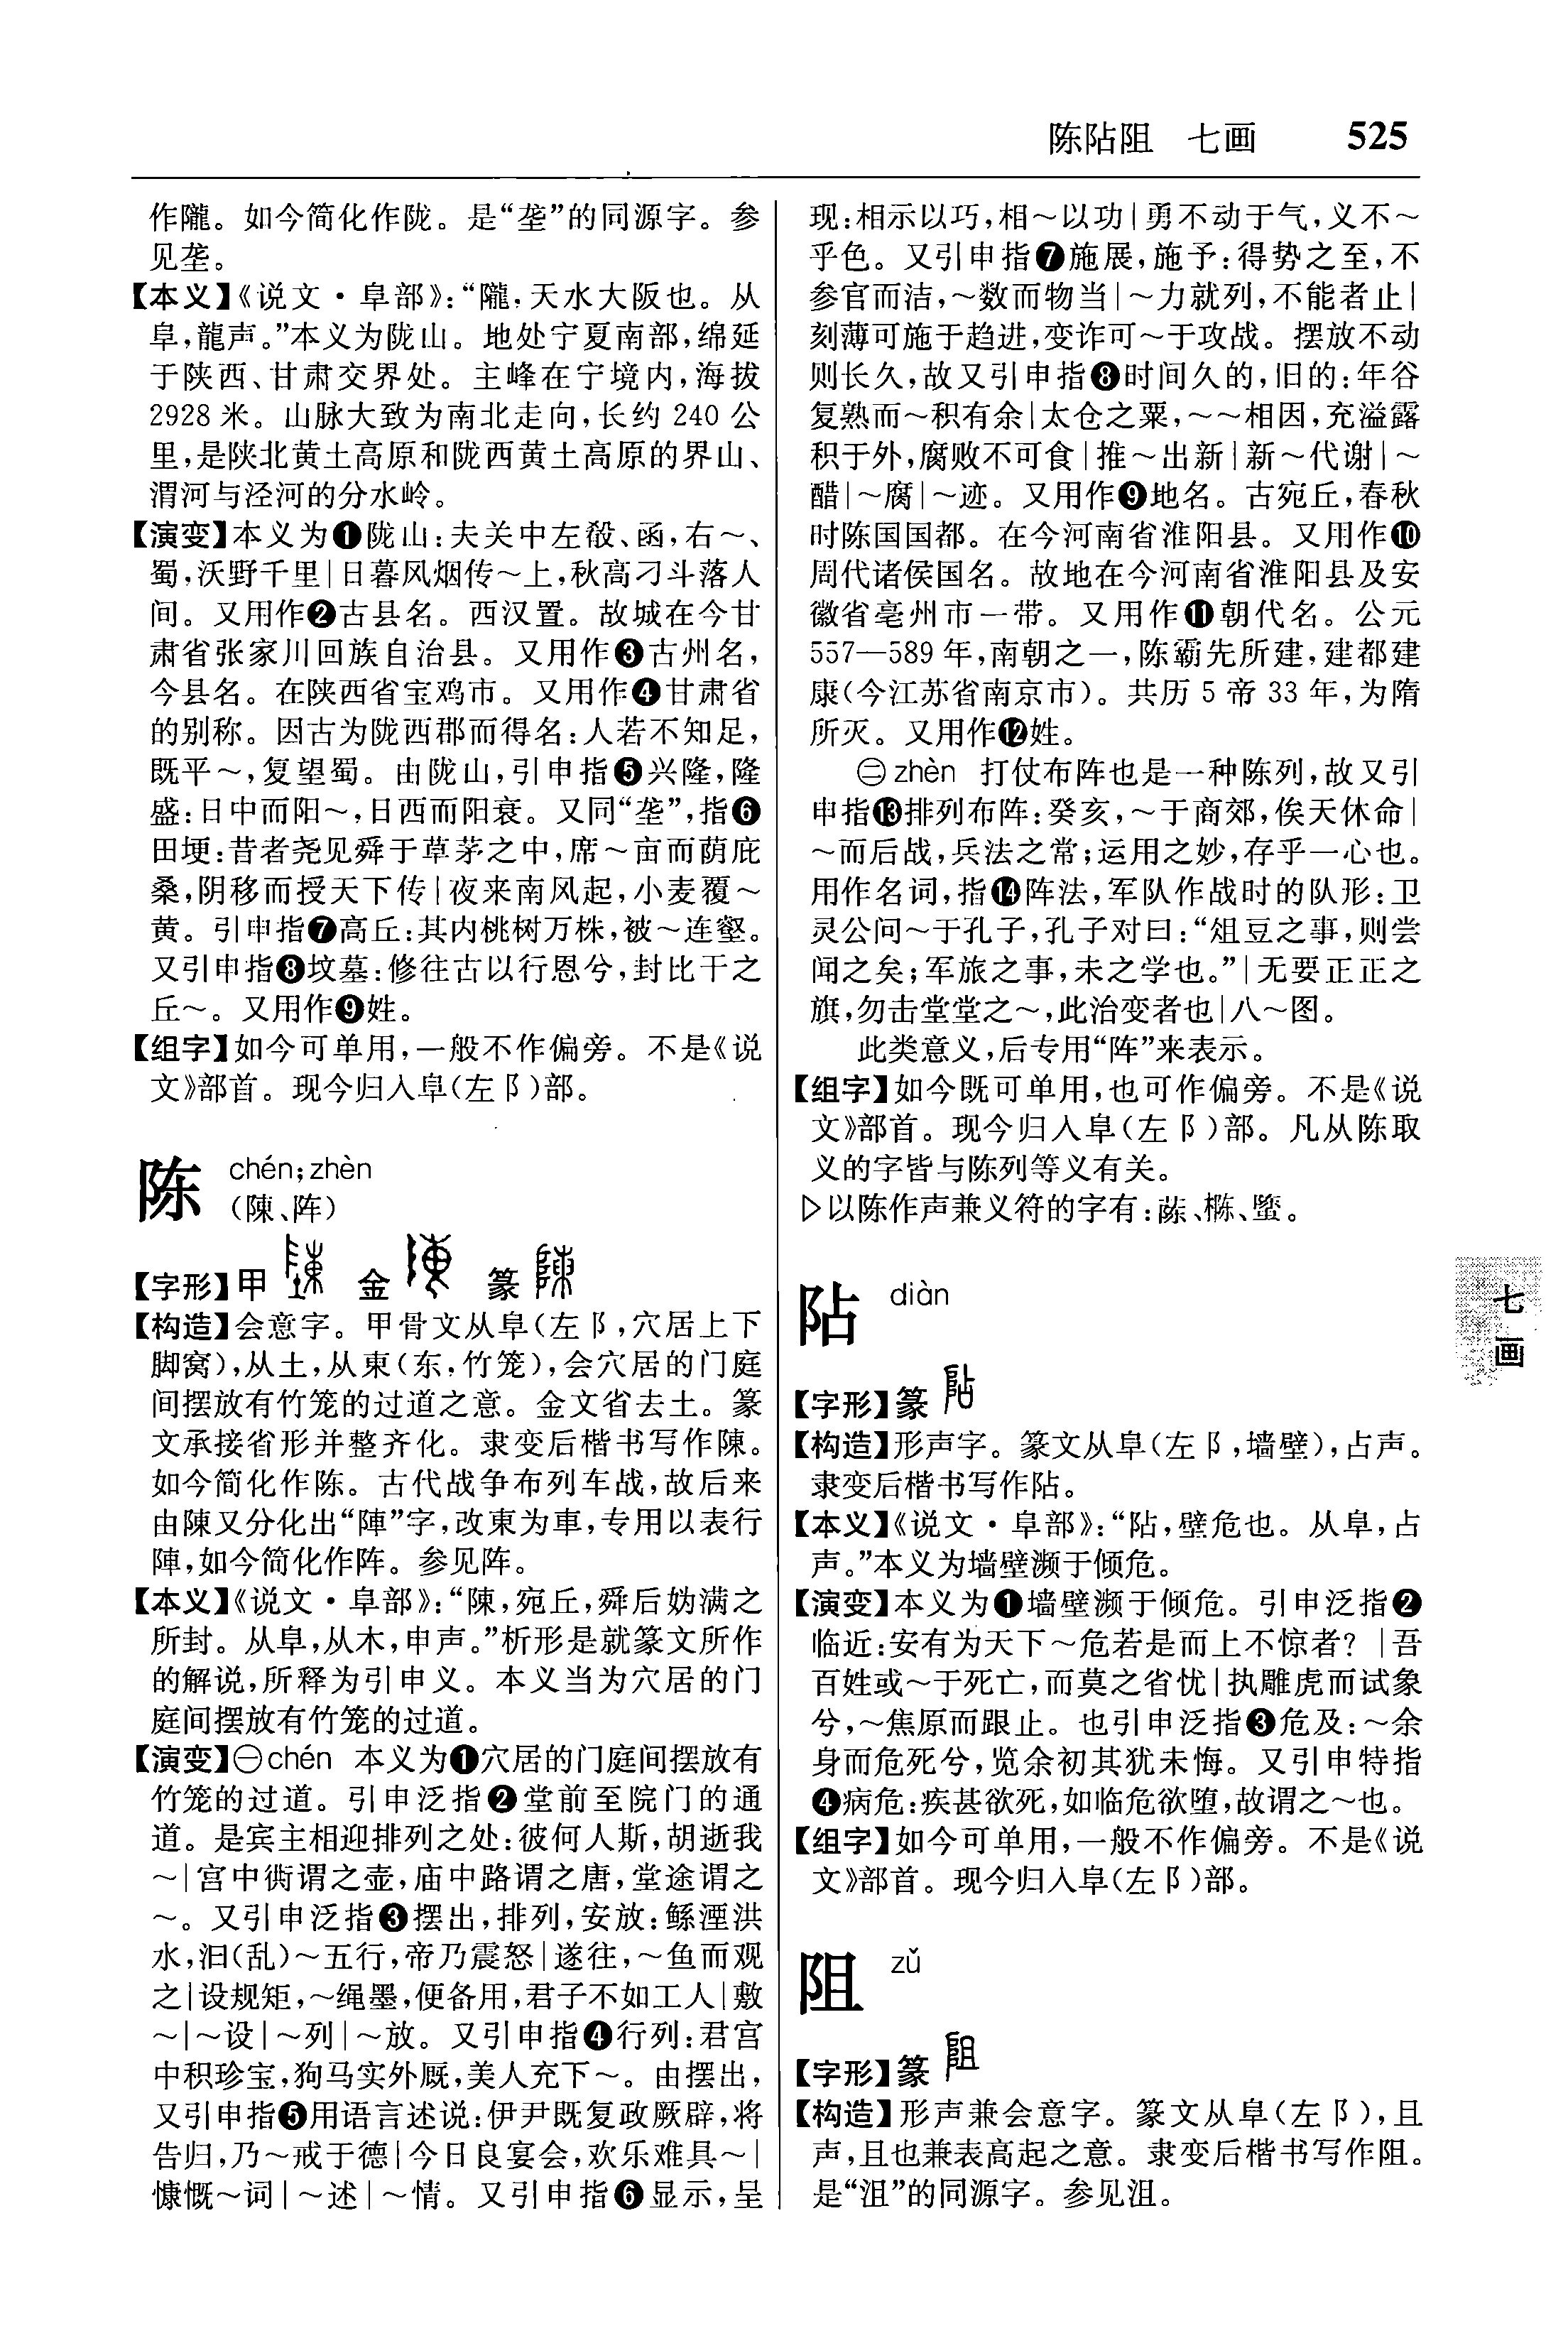 陈阽阻 七画 525
作隴。如今简化作陇。是“垄”的同源字。参
见垄。
【本义】《说文·阜部》:“隴,天水大阪也。从
阜,龍声。”本义为陇山。地处宁夏南部,绵延
于陕西、甘肃交界处。主峰在宁境内,海拔
2928米。山脉大致为南北走向,长约240公
里,是陕北黄土高原和陇西黄土高原的界山、
渭河与泾河的分水岭。
【演变】本义为❶陇山:夫关中左殽、函,右～、
蜀,沃野千里|日暮风烟传～上,秋高刁斗落人
间。又用作❷古县名。西汉置。故城在今甘
肃省张家川回族自治县。又用作❸古州名,
今县名。在陕西省宝鸡市。又用作❹甘肃省
的别称。因古为陇西郡而得名:人若不知足,
既平～,复望蜀。由陇山,引申指❺兴隆,隆
盛:日中而阳～,日西而阳衰。又同“垄”,指❻
田埂:昔者尧见舜于草茅之中,席～亩而荫庇
桑,阴移而授天下传|夜来南风起,小麦覆～
黄。引申指❼高丘:其内桃树万株,被～连壑。
又引申指❽坟墓:修往古以行恩兮,封比干之
丘～。又用作❾姓。
【组字】如今可单用,一般不作偏旁。不是《说
文》部首。现今归入阜(左阝)部。
陈 chén;zhèn
(陳、阵)
【字形】甲 金 篆
【构造】会意字。甲骨文从阜(左阝,穴居上下
脚窝),从土,从東(东,竹笼),会穴居的门庭
间摆放有竹笼的过道之意。金文省去土。篆
文承接省形并整齐化。隶变后楷书写作陳。
如今简化作陈。古代战争布列车战,故后来
由陳又分化出“陣”字,改東为車,专用以表行
陣,如今简化作阵。参见阵。
【本义】《说文·阜部》:“陳,宛丘,舜后妫满之
所封。从阜,从木,申声。”析形是就篆文所作
的解说,所释为引申义。本义当为穴居的门
庭间摆放有竹笼的过道。
【演变】㊀chén 本义为❶穴居的门庭间摆放有
竹笼的过道。引申泛指❷堂前至院门的通
道。是宾主相迎排列之处:彼何人斯,胡逝我
～|宫中衖谓之壶,庙中路谓之唐,堂途谓之
～。又引申泛指❸摆出,排列,安放:鲧湮洪
水,汩(乱)～五行,帝乃震怒|遂往,～鱼而观
之|设规矩,～绳墨,便备用,君子不如工人|敷
～|～设|～列|～放。又引申指❹行列:君宫
中积珍宝,狗马实外厩,美人充下～。由摆出,
又引申指❺用语言述说:伊尹既复政厥辟,将
告归,乃～戒于德|今日良宴会,欢乐难具～|
慷慨～词|～述|～情。又引申指❻显示,呈
现:相示以巧,相～以功|勇不动于气,义不～
乎色。又引申指❼施展,施予:得势之至,不
参官而洁,～数而物当|～力就列,不能者止|
刻薄可施于趋进,变诈可～于攻战。摆放不动
则长久,故又引申指❽时间久的,旧的:年谷
复熟而～积有余|太仓之粟,～～相因,充溢露
积于外,腐败不可食|推～出新|新～代谢|～
醋|～腐|～迹。又用作❾地名。古宛丘,春秋
时陈国国都。在今河南省淮阳县。又用作❿
周代诸侯国名。故地在今河南省淮阳县及安
徽省亳州市一带。又用作⓫朝代名。公元
557—589年,南朝之一,陈霸先所建,建都建
康(今江苏省南京市)。共历5帝33年,为隋
所灭。又用作⓬姓。
㊁zhèn 打仗布阵也是一种陈列,故又引
申指⓭排列布阵:癸亥,～于商郊,俟天休命|
～而后战,兵法之常;运用之妙,存乎一心也。
用作名词,指⓮阵法,军队作战时的队形:卫
灵公问～于孔子,孔子对曰:“俎豆之事,则尝
闻之矣;军旅之事,未之学也。”|无要正正之
旗,勿击堂堂之～,此治变者也|八～图。
此类意义,后专用“阵”来表示。
【组字】如今既可单用,也可作偏旁。不是《说
文》部首。现今归入阜(左阝)部。凡从陈取
义的字皆与陈列等义有关。
▷以陈作声兼义符的字有:蔯、樄、螴。
阽 diàn
【字形】篆
【构造】形声字。篆文从阜(左阝,墙壁),占声。
隶变后楷书写作阽。
【本义】《说文·阜部》:“阽,壁危也。从阜,占
声。”本义为墙壁濒于倾危。
【演变】本义为❶墙壁濒于倾危。引申泛指❷
临近:安有为天下～危若是而上不惊者?|吾
百姓或～于死亡,而莫之省忧|执雕虎而试象
兮,～焦原而跟止。也引申泛指❸危及:～余
身而危死兮,览余初其犹未悔。又引申特指
❹病危:疾甚欲死,如临危欲堕,故谓之～也。
【组字】如今可单用,一般不作偏旁。不是《说
文》部首。现今归入阜(左阝)部。
阻 zǔ
【字形】篆
【构造】形声兼会意字。篆文从阜(左阝),且
声,且也兼表高起之意。隶变后楷书写作阻。
是“沮”的同源字。参见沮。
七画